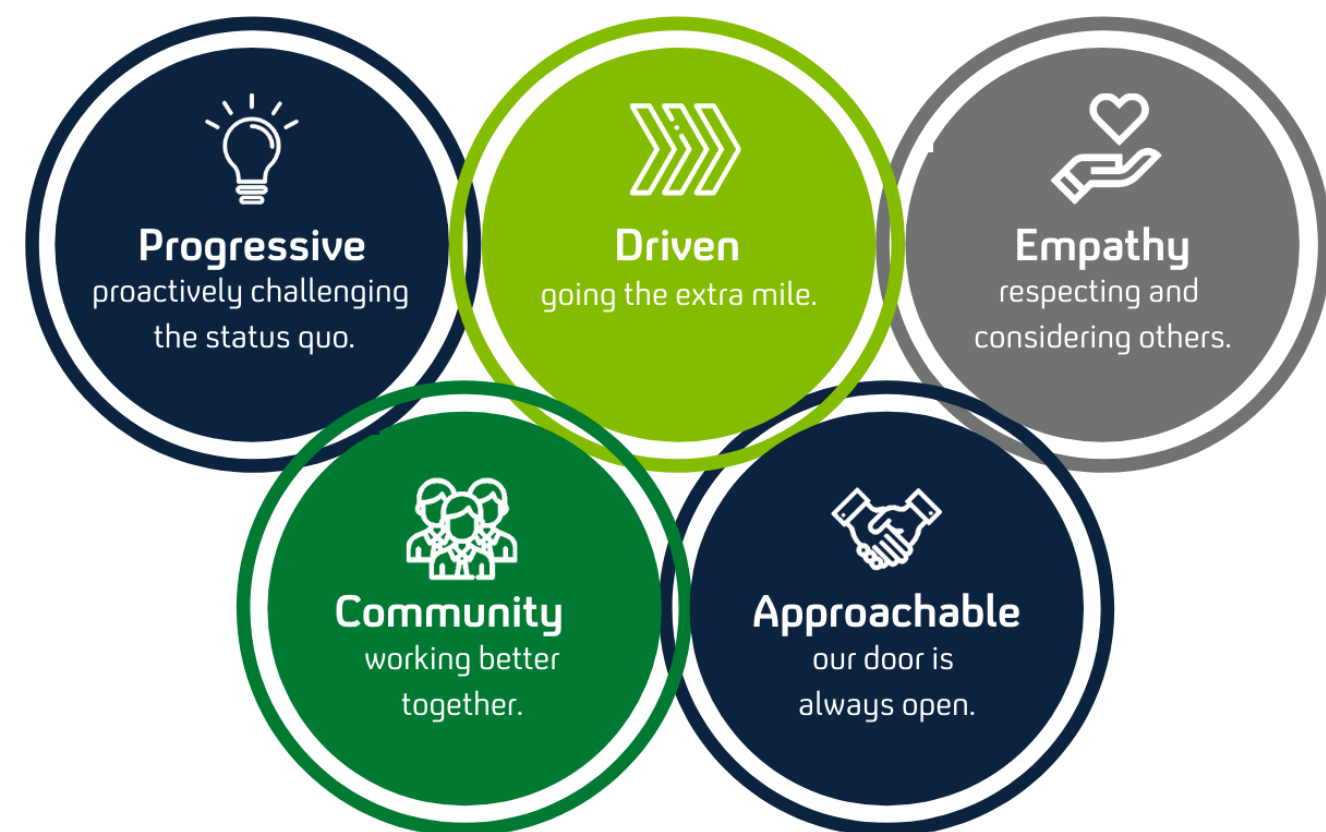 Progressive
proactively challenging
the status quo.
Driven
going the extra mile.
Empathy
respecting and
considering others.
Community
working better
together.
Approachable
our door is
always open.